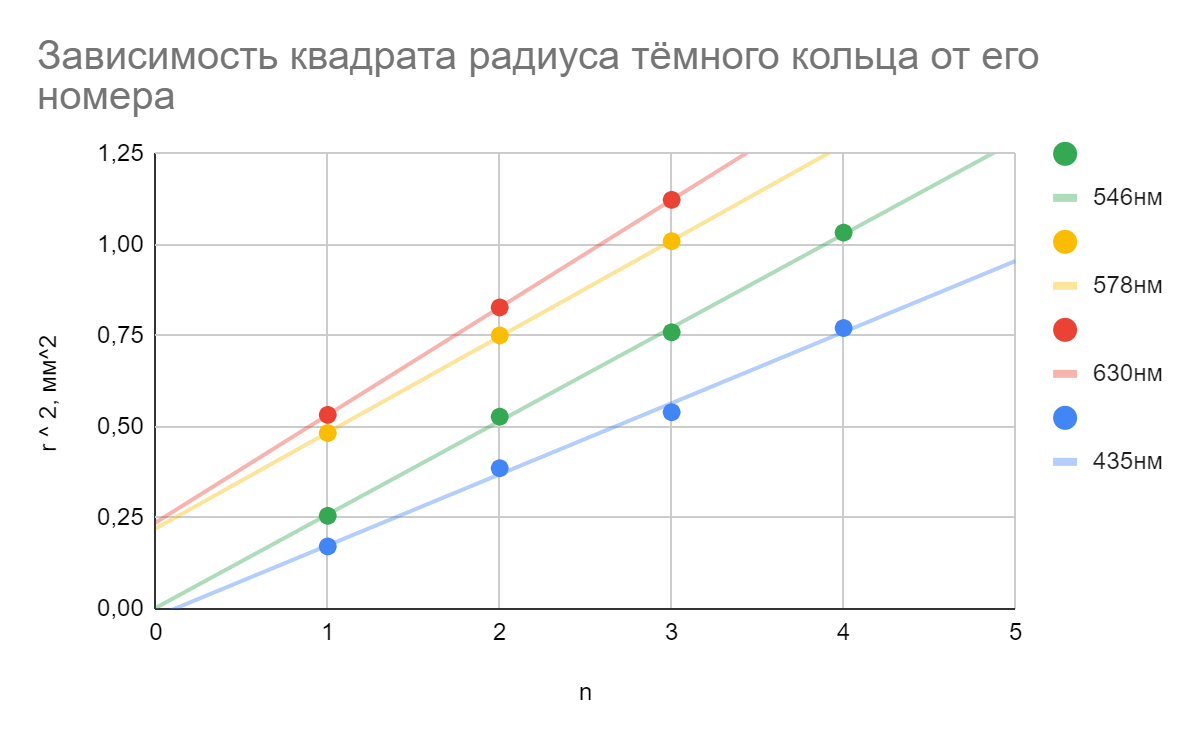 Зависимость квадрата радиуса тёмного кольца от его
номера
1,25
1,00
0,75
0,50
0,25
0,00
r ^ 2, мм^2
0 1 2 3 4 5
n
546нм
578нм
630нм
435нм